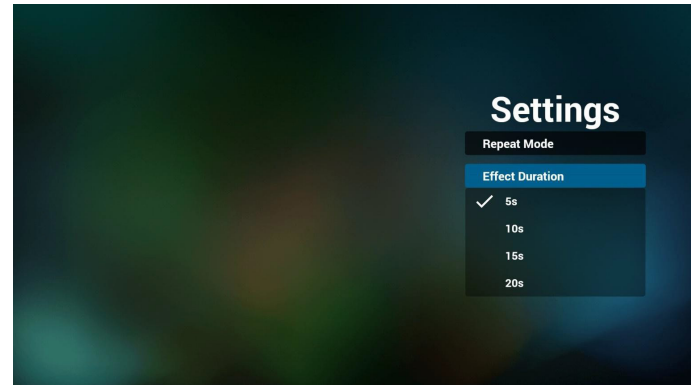 Settings
Repeat Mode
Effect Duration
5s
10s
15s
20s